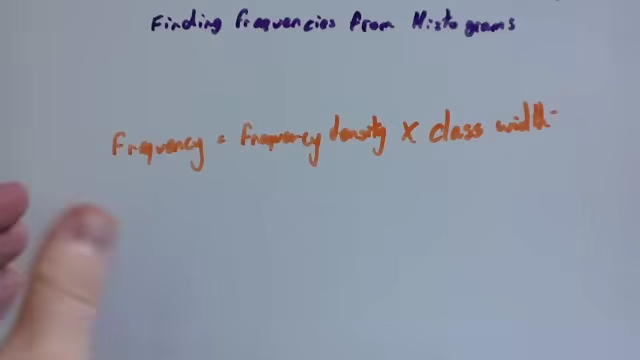 Finding frequencies from Histograms
Frequency = frequency density x class width